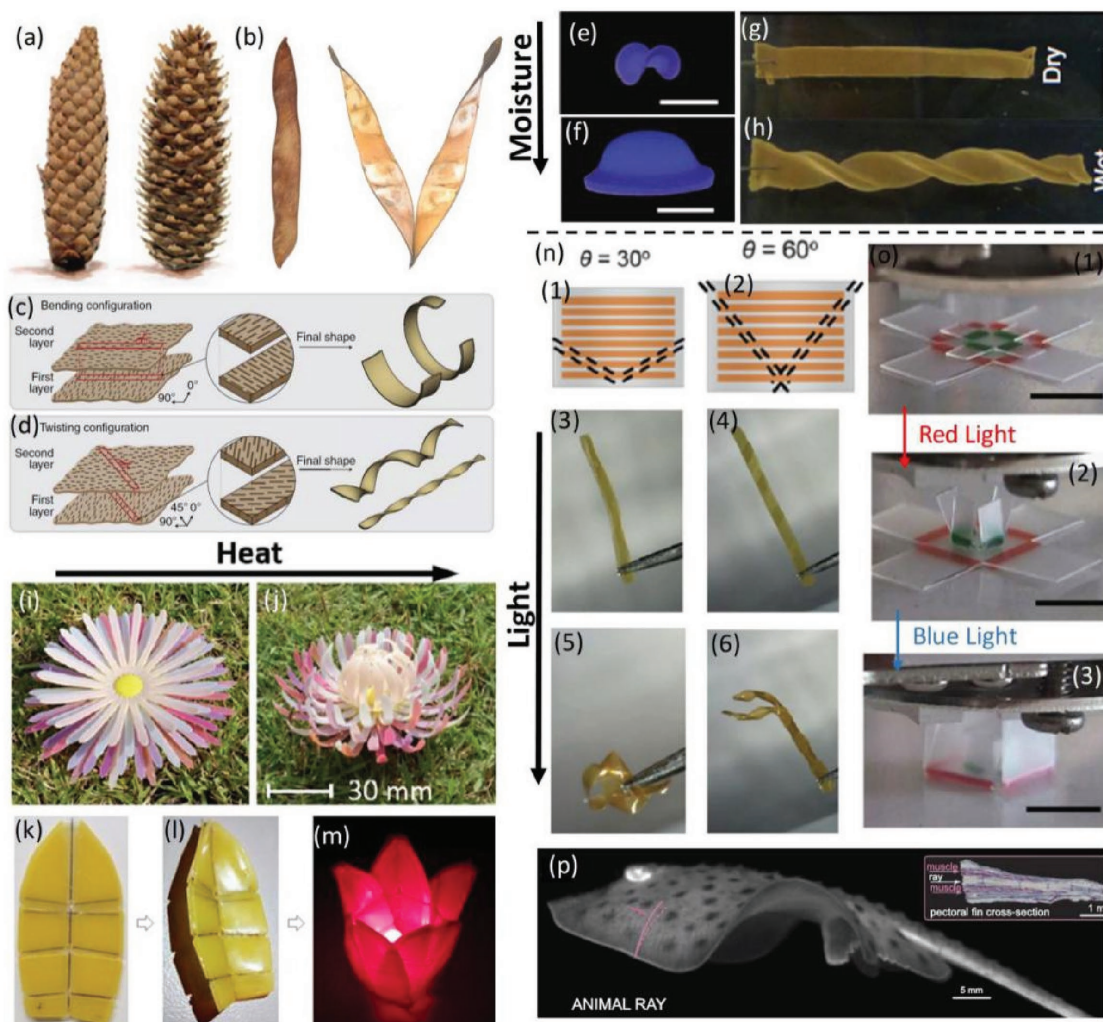 (a)
(b)
(c) Bending configuration
Second layer
First layer
0°
90°
Final shape
(d) Twisting configuration
Second layer
First layer
45° 0°
90°
Final shape
Moisture
(e)
(f)
(g)
Dry
(h)
Wet
Heat
(i)
(j)
30 mm
(k)
(l)
(m)
Light
(n)
θ = 30°
θ = 60°
(1)
(2)
(3)
(4)
(5)
(6)
(o)
(1)
Red Light
(2)
Blue Light
(3)
(p)
muscle
ray
muscle
pectoral fin cross-section
1 m
ANIMAL RAY
5 mm